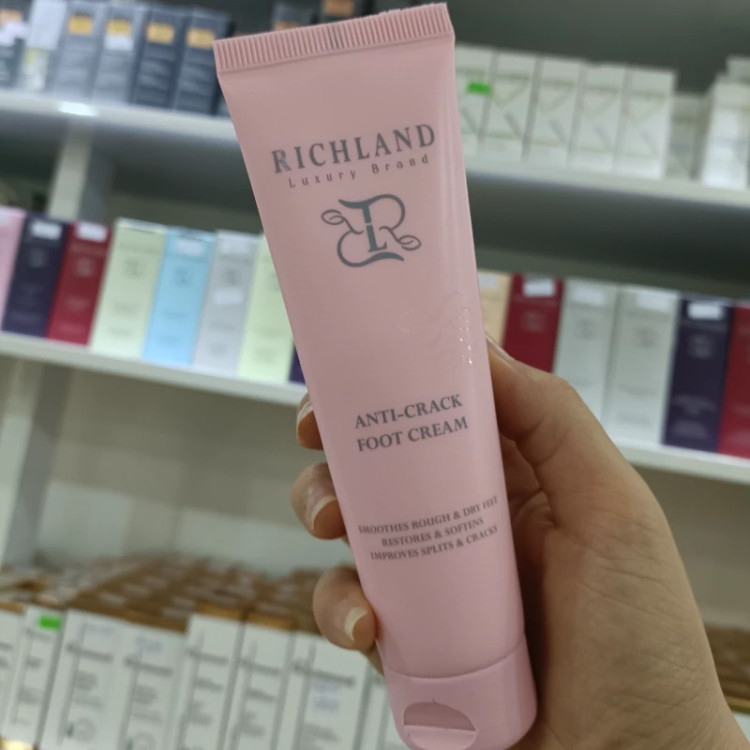 RICHLAND
Luxury Brand
ANTI-CRACK
FOOT CREAM
SMOOTHES ROUGH & DRY FEET
RESTORES & SOFTENS
IMPROVES SPLITS & CRACKS